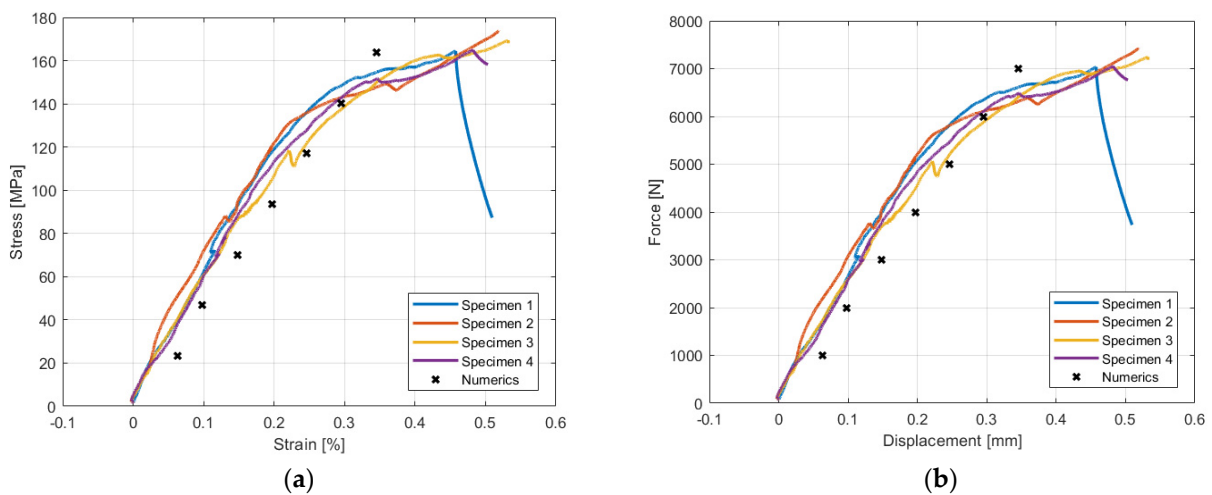 180
160
140
120
100
80
60
40
20
0
-0.1
0
0.1
0.2
0.3
0.4
0.5
0.6
Stress [MPa]
Strain [%]
Specimen 1
Specimen 2
Specimen 3
Specimen 4
Numerics
(a)
8000
7000
6000
5000
4000
3000
2000
1000
0
-0.1
0
0.1
0.2
0.3
0.4
0.5
0.6
Force [N]
Displacement [mm]
Specimen 1
Specimen 2
Specimen 3
Specimen 4
Numerics
(b)